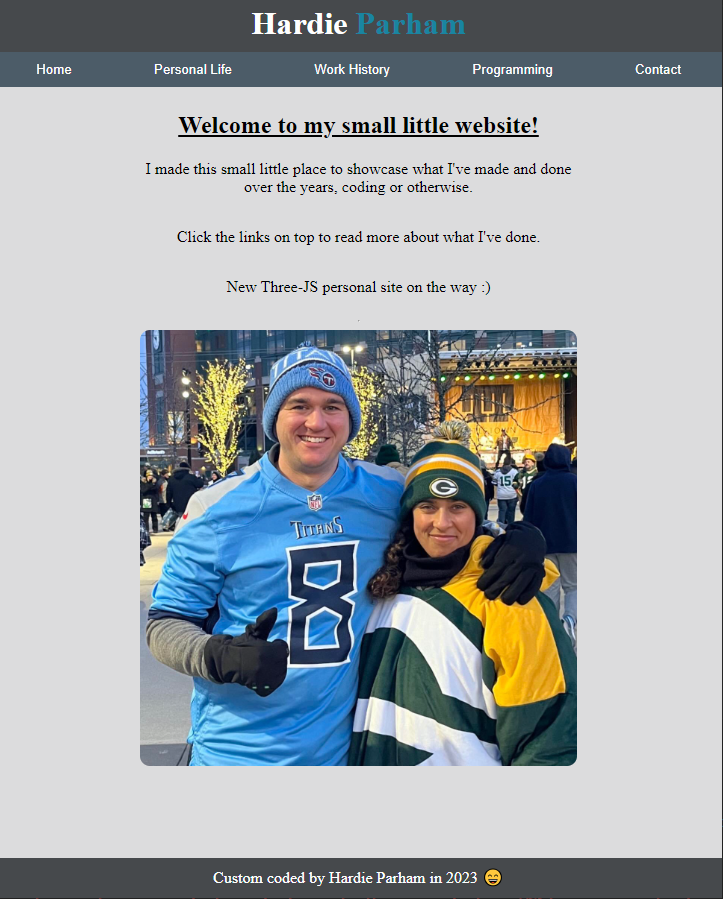 Hardie Parham
Home Personal Life Work History Programming Contact
Welcome to my small little website!
I made this small little place to showcase what I've made and done
over the years, coding or otherwise.
Click the links on top to read more about what I've done.
New Three-JS personal site on the way :)
TITANS
G
NFL
15
TITANS
8
Custom coded by Hardie Parham in 2023 😄